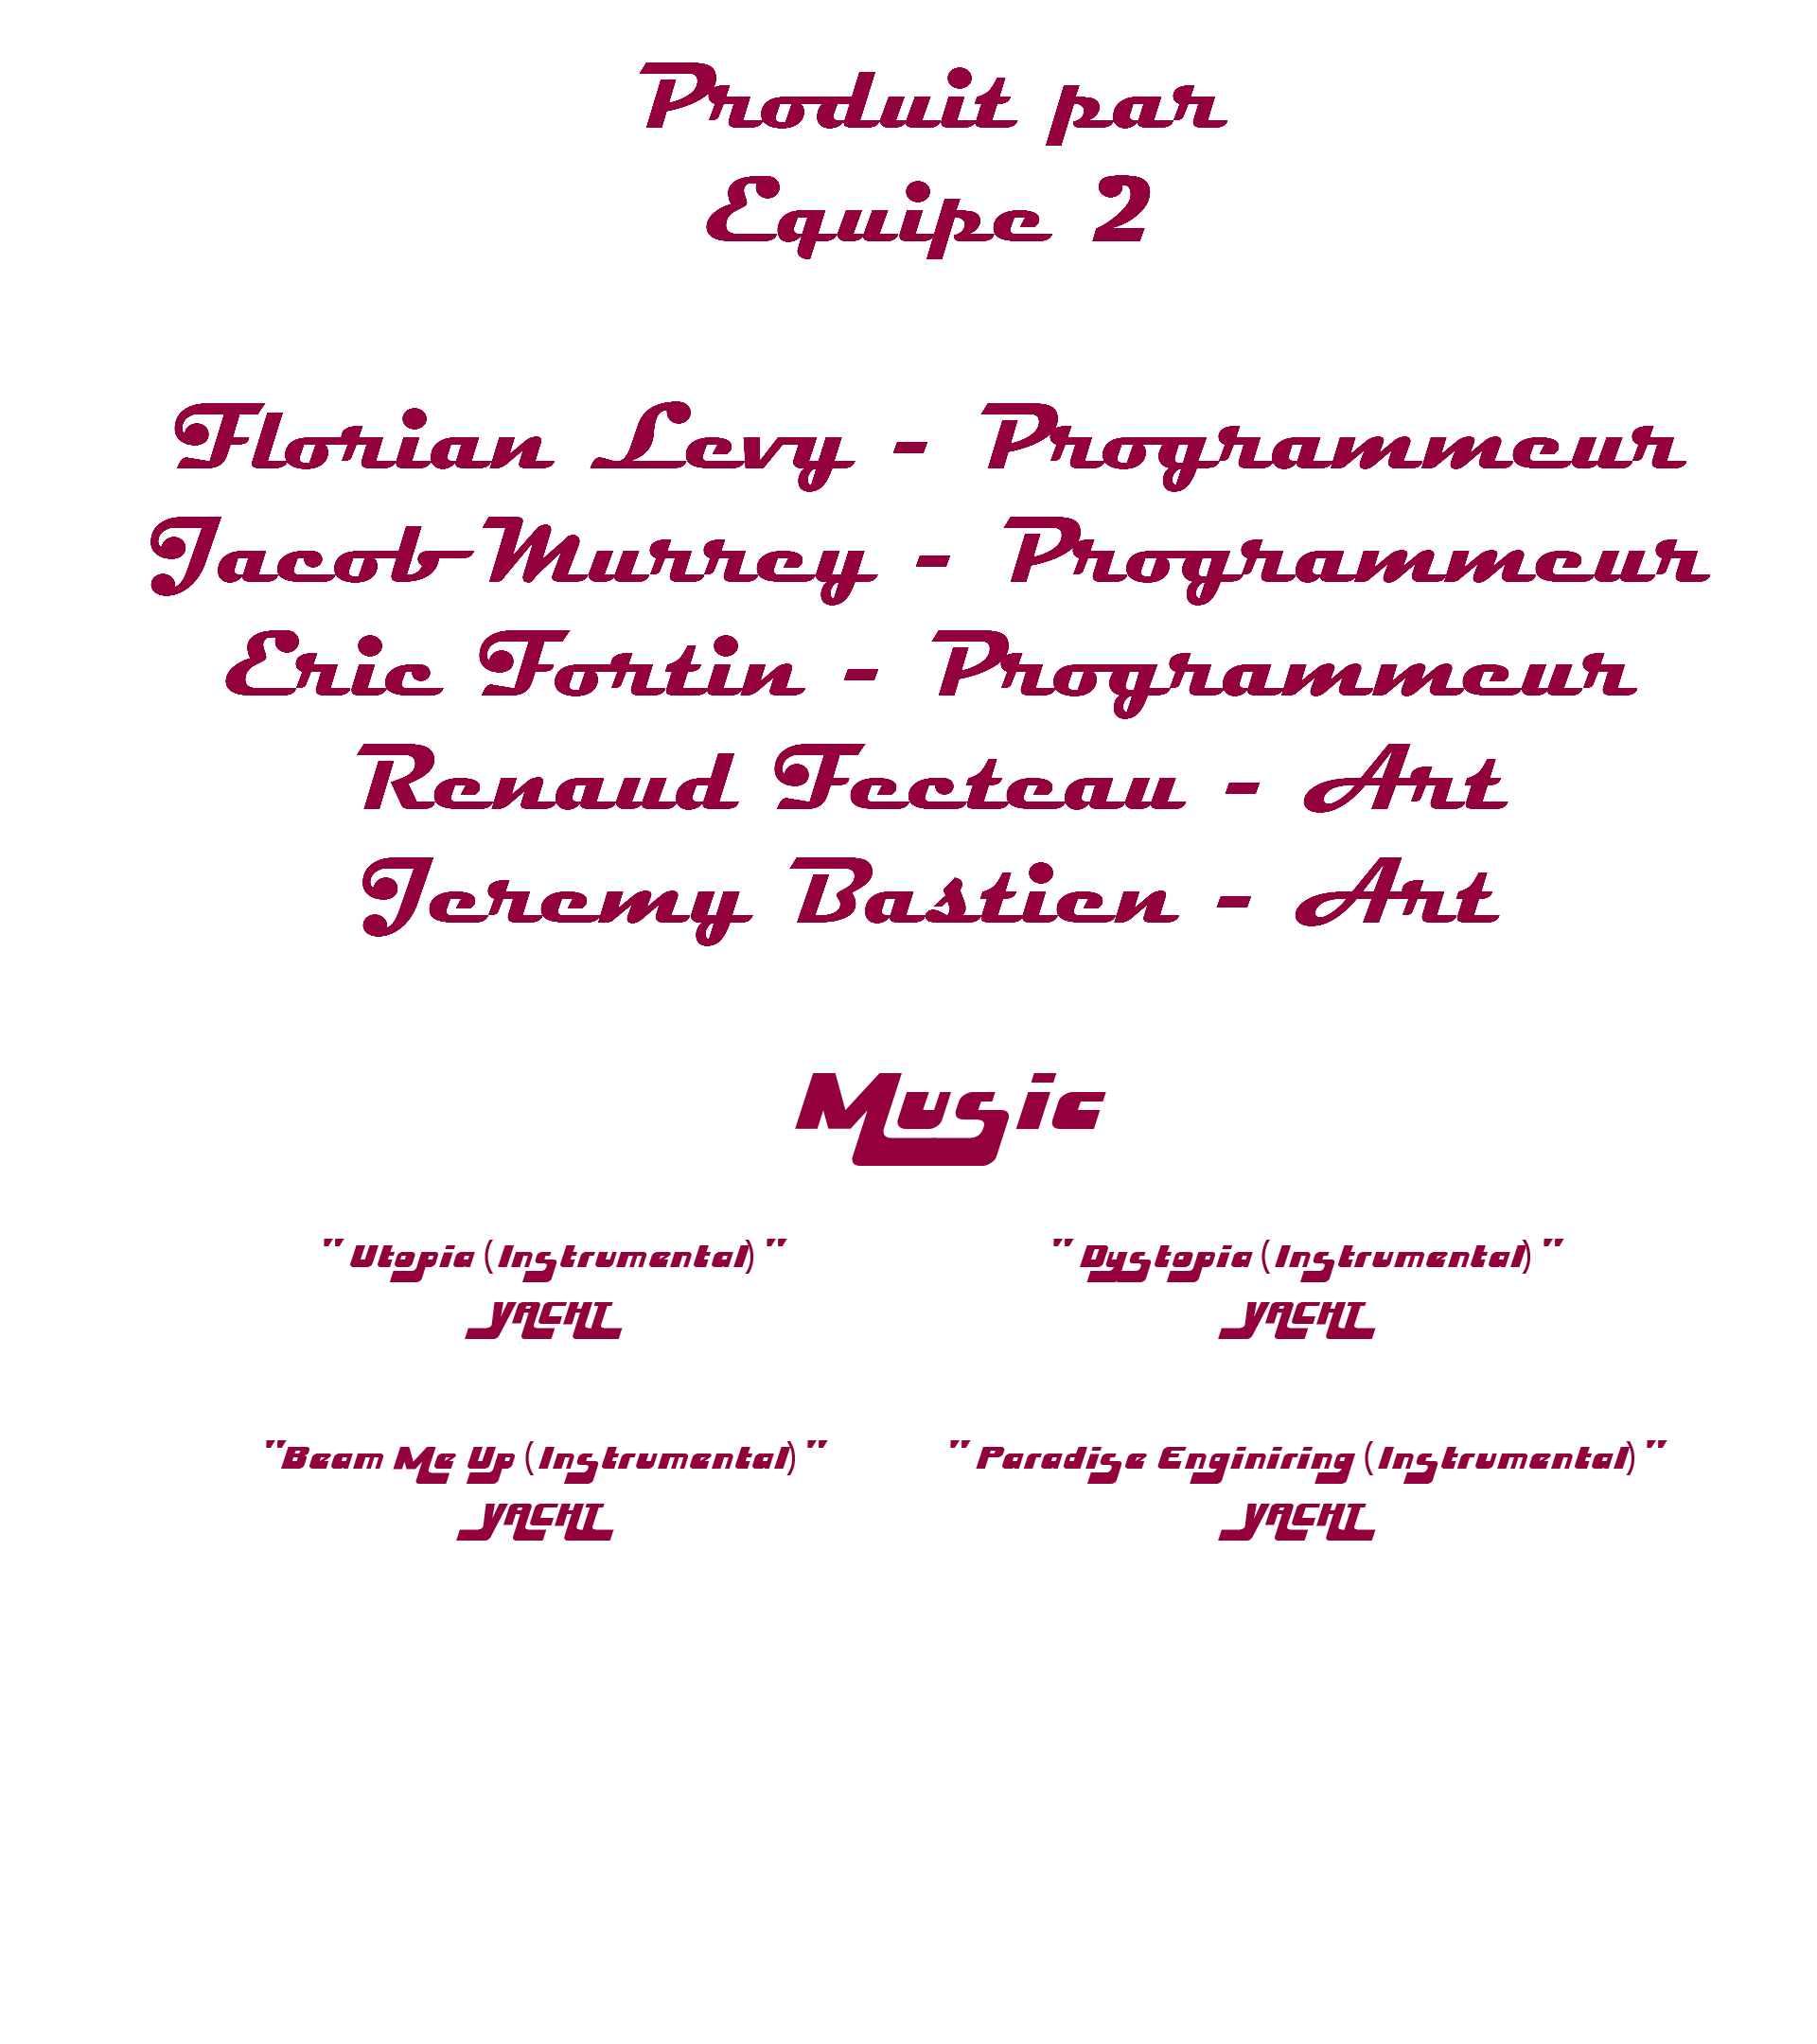 Produit par
Equipe 2
Florian Levy - Programmeur
Jacob Murrey - Programmeur
Eric Fortin - Programmeur
Renaud Fecteau - Art
Jeremy Bastien - Art
Music
"Utopia (Instrumental)" "Dystopia (Instrumental)"
YACHT YACHT
"Beam Me Up (Instrumental)" "Paradise Enginiring (Instrumental)"
YACHT YACHT